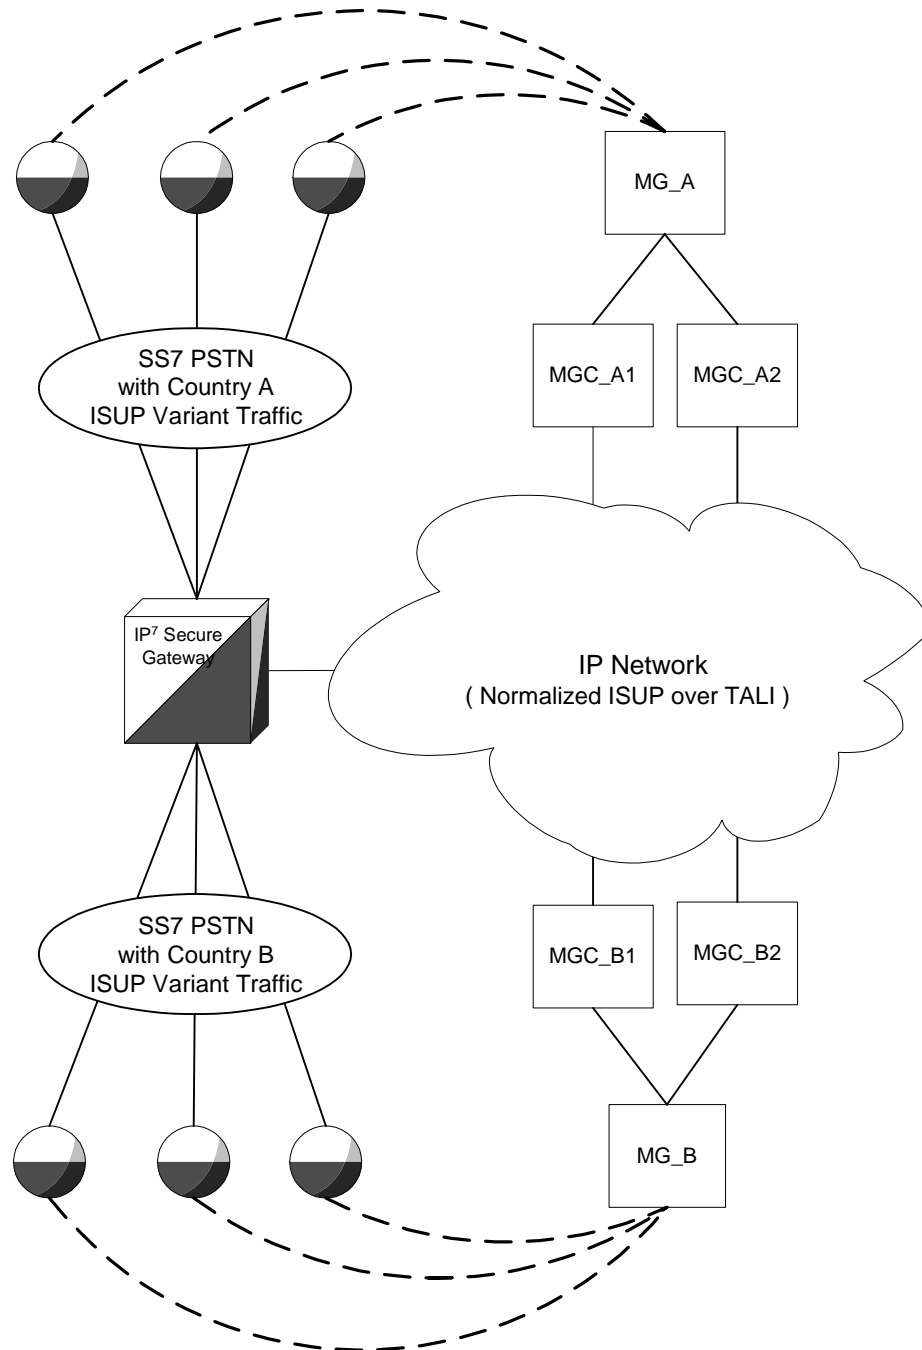 MG_A
SS7 PSTN
with Country A
ISUP Variant Traffic
MGC_A1
MGC_A2
IP7 Secure
Gateway
IP Network
( Normalized ISUP over TALI )
SS7 PSTN
with Country B
ISUP Variant Traffic
MGC_B1
MGC_B2
MG_B